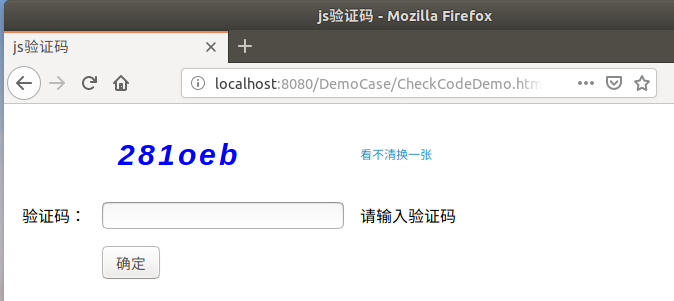 js验证码 - Mozilla Firefox
js验证码
localhost:8080/DemoCase/CheckCodeDemo.htm
281oeb
看不清换一张
验证码：
请输入验证码
确定